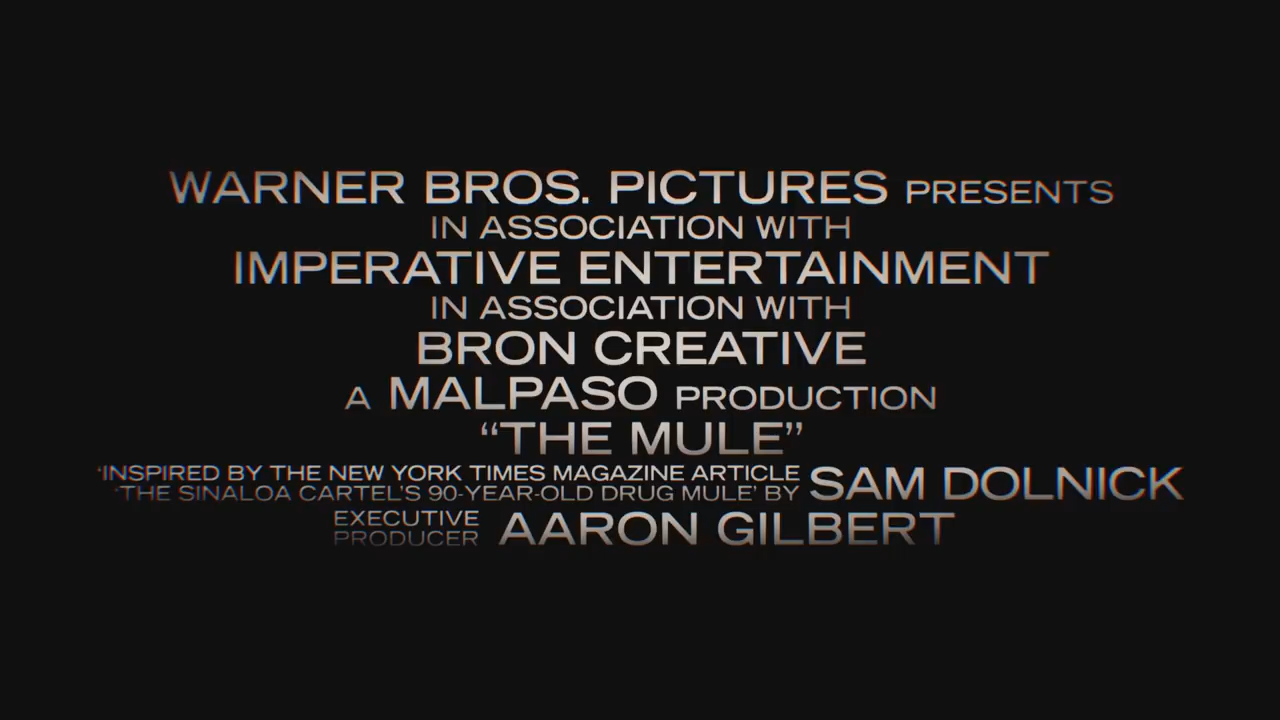 WARNER BROS. PICTURES PRESENTS
IN ASSOCIATION WITH
IMPERATIVE ENTERTAINMENT
IN ASSOCIATION WITH
BRON CREATIVE
A MALPASO PRODUCTION
“THE MULE”
‘INSPIRED BY THE NEW YORK TIMES MAGAZINE ARTICLE
‘THE SINALOA CARTEL’S 90-YEAR-OLD DRUG MULE’ BY SAM DOLNICK
EXECUTIVE
PRODUCER AARON GILBERT